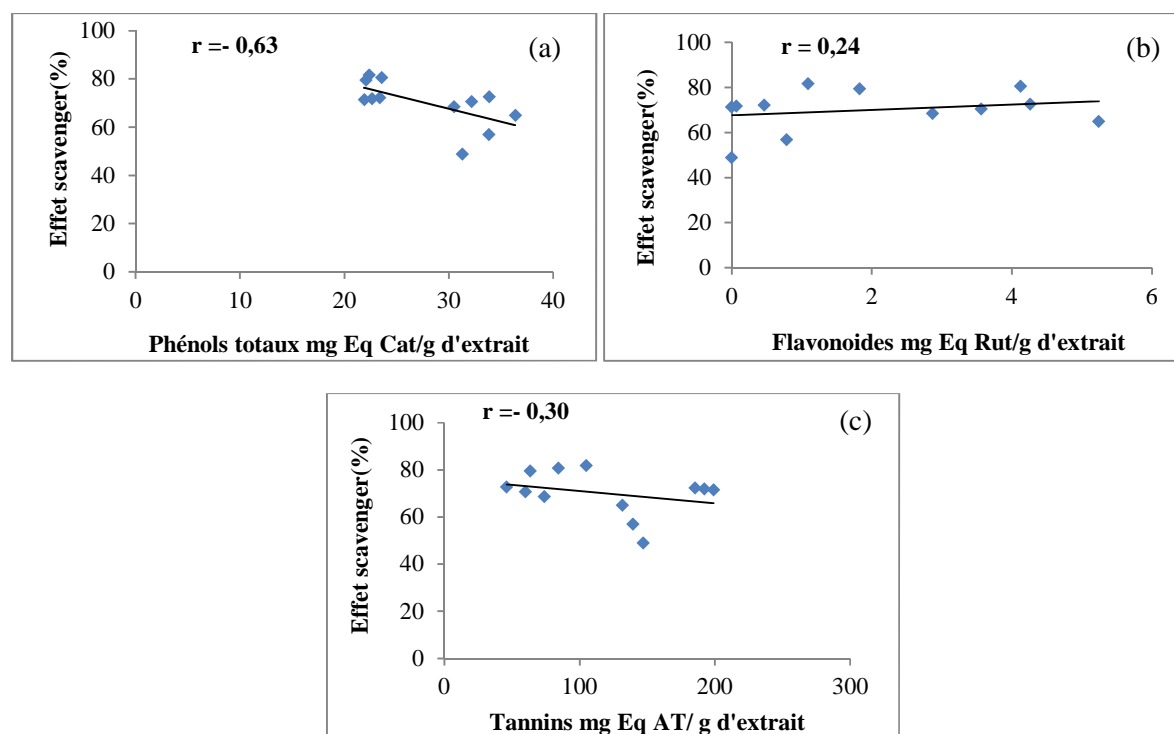 r =- 0,63
(a)
Effet scavenger(%)
100
80
60
40
20
0
0 10 20 30 40
Phénols totaux mg Eq Cat/g d'extrait
r = 0,24
(b)
Effet scavenger(%)
100
80
60
40
20
0
0 2 4 6
Flavonoides mg Eq Rut/g d'extrait
r =- 0,30
(c)
Effet scavenger(%)
100
80
60
40
20
0
0 100 200 300
Tannins mg Eq AT/ g d'extrait